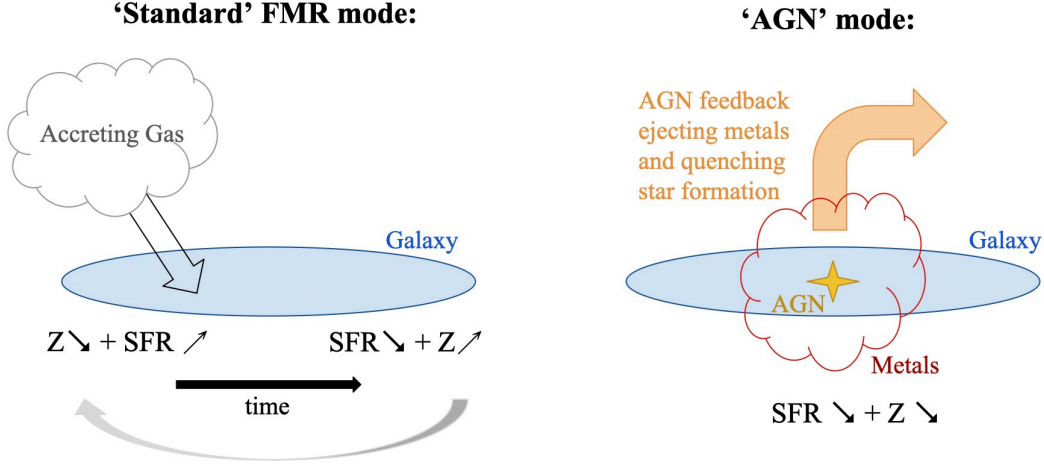 ‘Standard’ FMR mode:
Accreting Gas
Galaxy
Z↘ + SFR ↗
SFR↘ + Z↗
time
‘AGN’ mode:
AGN feedback
ejecting metals
and quenching
star formation
Galaxy
AGN
Metals
SFR ↘ + Z ↘